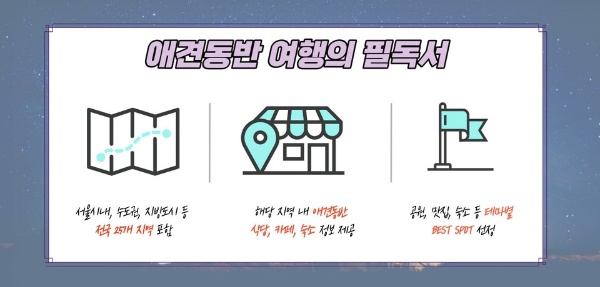 애견동반 여행의 필독서
서울시내, 수도권, 지방도시 등
전국 25개 지역 포함
해당 지역 내 애견동반
식당, 카페, 숙소 정보 제공
공원, 맛집, 숙소 등 테마별
BEST SPOT 선정